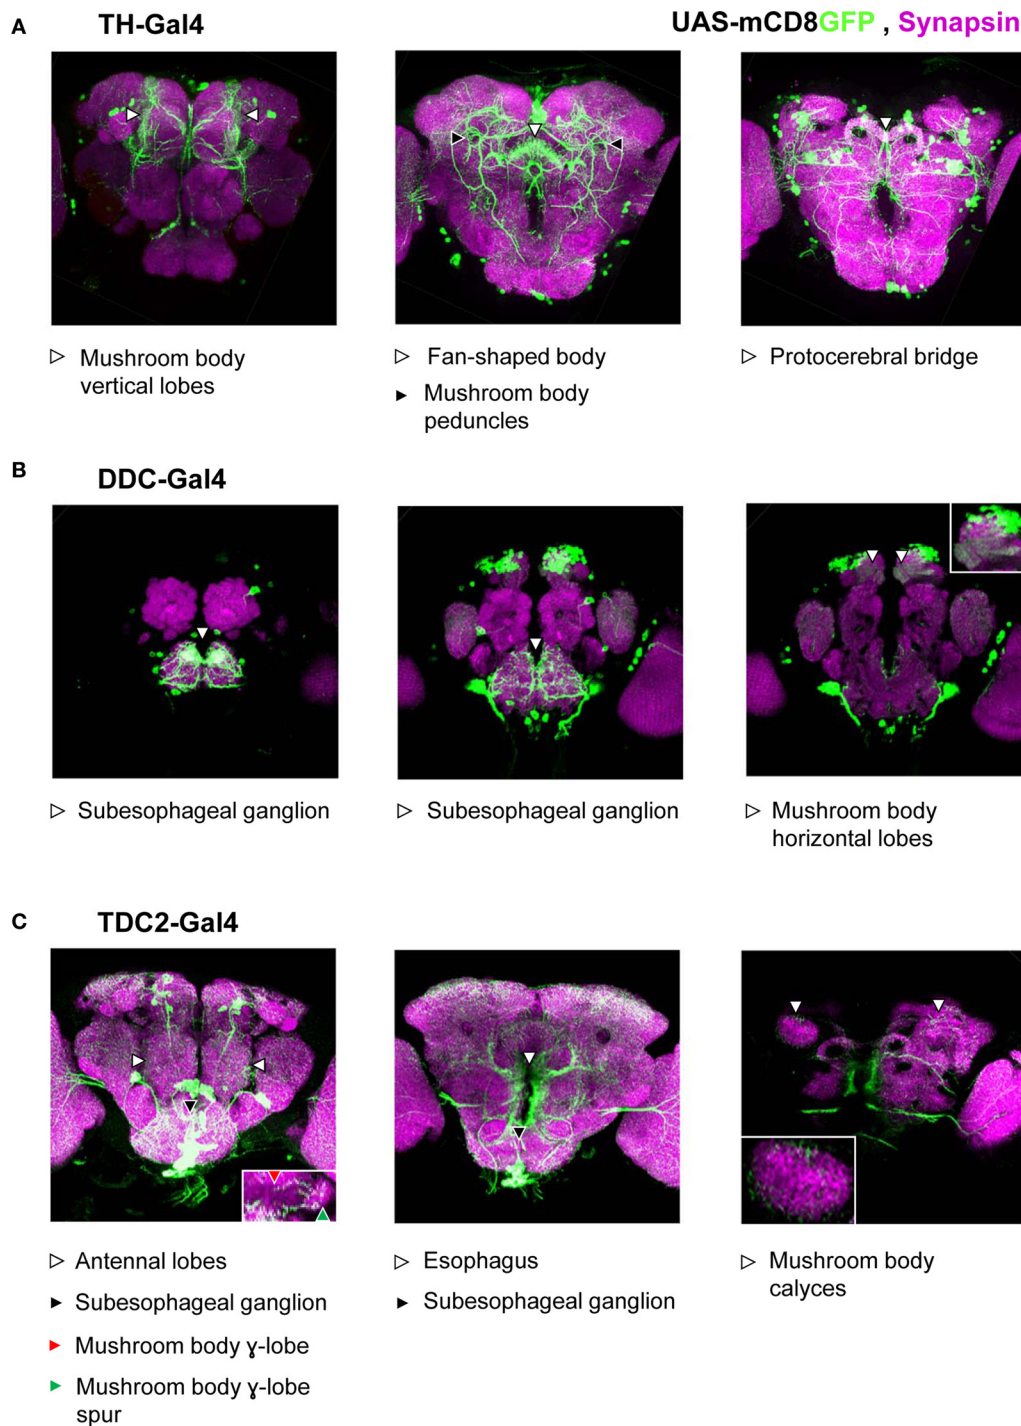 A
TH-Gal4
UAS-mCD8GFP , Synapsin
Mushroom body
vertical lobes
Fan-shaped body
Mushroom body
peduncles
Protocerebral bridge
B
DDC-Gal4
Subesophageal ganglion
Subesophageal ganglion
Mushroom body
horizontal lobes
C
TDC2-Gal4
Antennal lobes
Subesophageal ganglion
Mushroom body ɣ-lobe
Mushroom body ɣ-lobe
spur
Esophagus
Subesophageal ganglion
Mushroom body
calyces